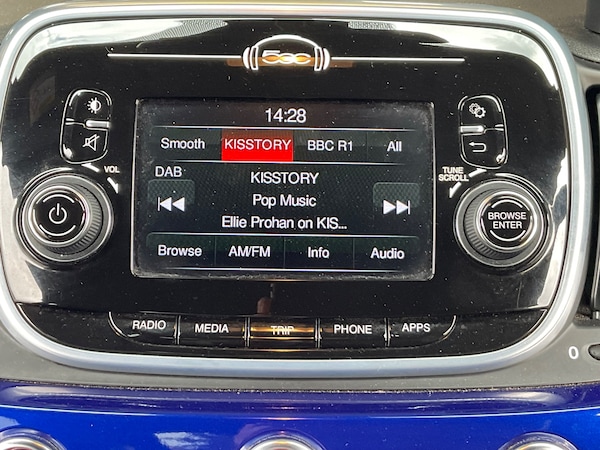 500
14:28
Smooth KISSTORY BBC R1 All
DAB KISSTORY
Pop Music
Ellie Prohan on KIS...
Browse AM/FM Info Audio
VOL
TUNE
SCROLL
BROWSE
ENTER
RADIO MEDIA TRIP PHONE APPS
0